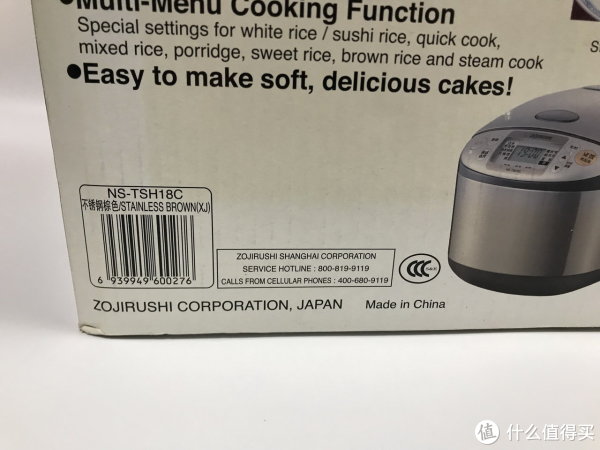 ●Multi-Menu Cooking Function
Special settings for white rice / sushi rice, quick cook,
mixed rice, porridge, sweet rice, brown rice and steam cook
●Easy to make soft, delicious cakes!
NS-TSH18C
不锈钢棕色/STAINLESS BROWN(XJ)
6 939949 600276
ZOJIRUSHI SHANGHAI CORPORATION
SERVICE HOTLINE : 800-819-9119
CALLS FROM CELLULAR PHONES : 400-680-9119
CCC
S&E
ZOJIRUSHI CORPORATION, JAPAN
Made in China
值 什么值得买